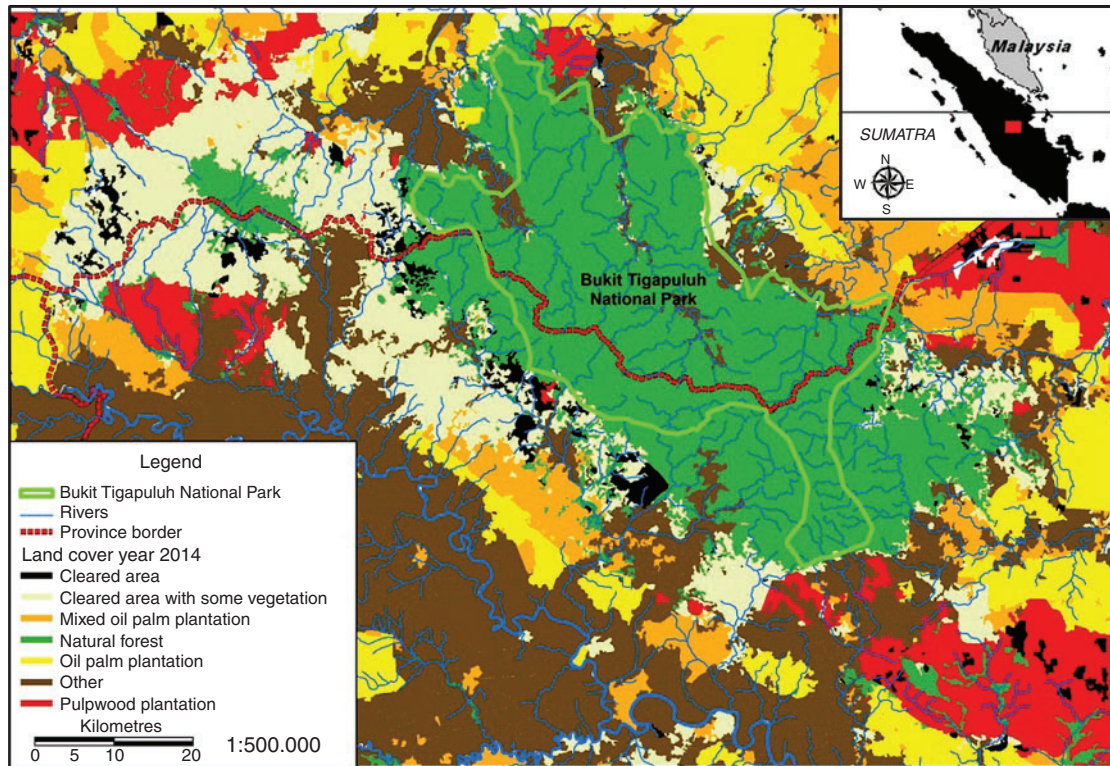 Malaysia
SUMATRA
N
W E
S
Bukit Tigapuluh
National Park
Legend
Bukit Tigapuluh National Park
Rivers
Province border
Land cover year 2014
Cleared area
Cleared area with some vegetation
Mixed oil palm plantation
Natural forest
Oil palm plantation
Other
Pulpwood plantation
Kilometres
0 5 10 20
1:500.000